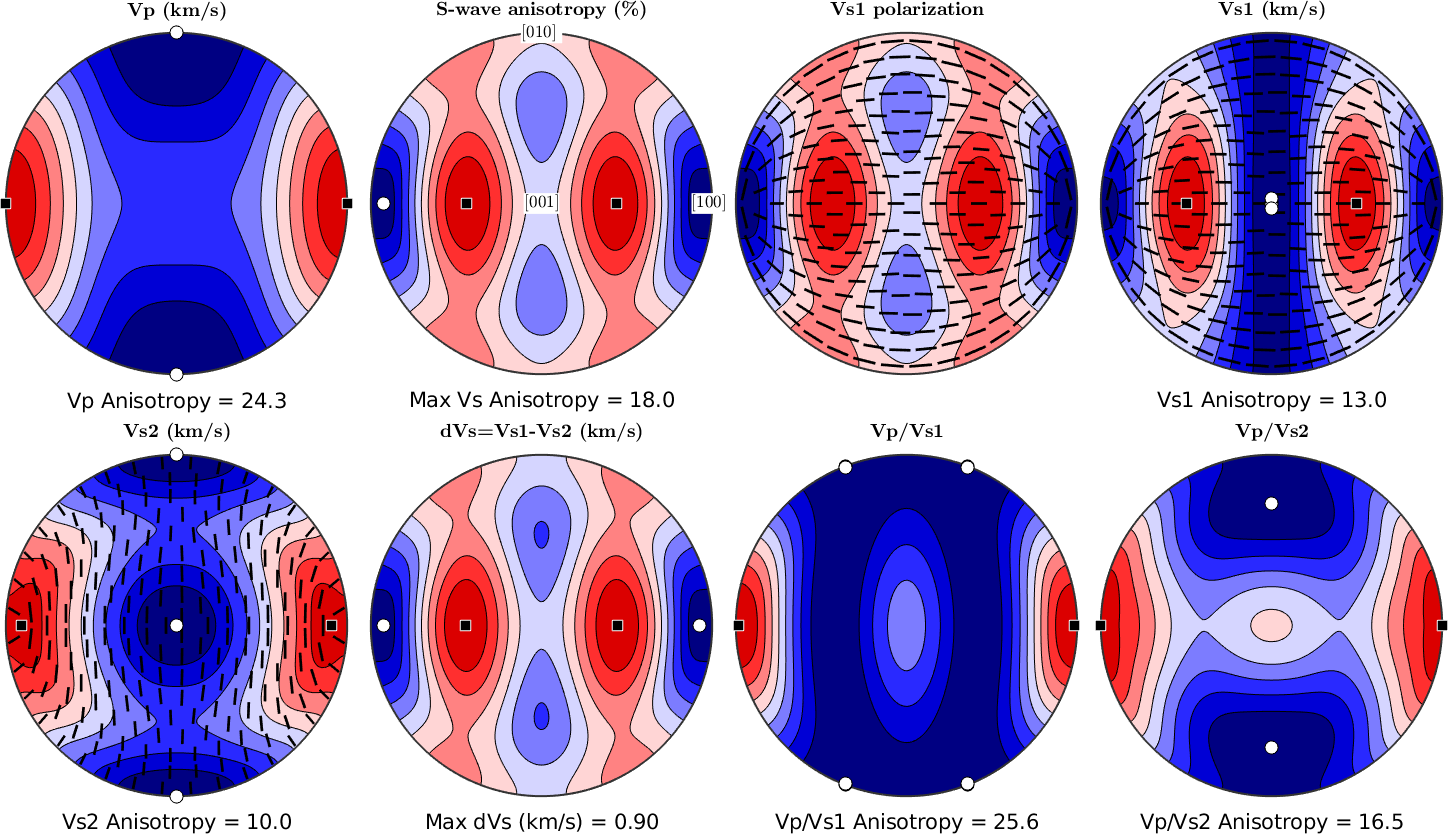 Vp (km/s)
S-wave anisotropy (%)
Vs1 polarization
Vs1 (km/s)
[010]
[001]
[100]
Vp Anisotropy = 24.3
Max Vs Anisotropy = 18.0
Vs1 Anisotropy = 13.0
Vs2 (km/s)
dVs=Vs1-Vs2 (km/s)
Vp/Vs1
Vp/Vs2
Vs2 Anisotropy = 10.0
Max dVs (km/s) = 0.90
Vp/Vs1 Anisotropy = 25.6
Vp/Vs2 Anisotropy = 16.5